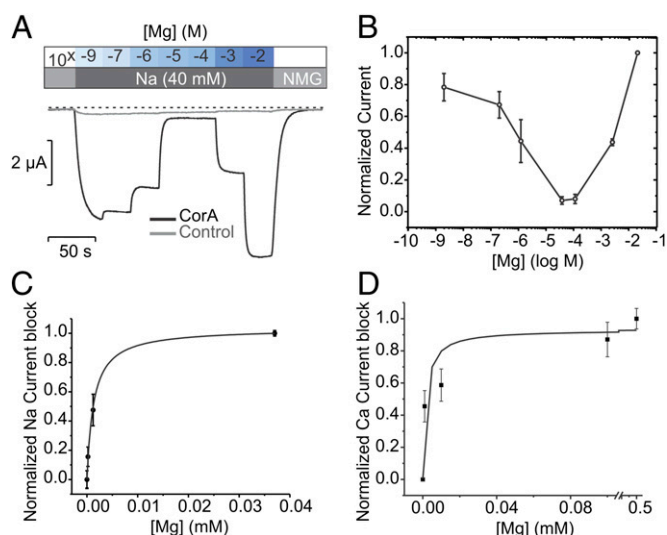 A
[Mg] (M)
10x -9 -7 -6 -5 -4 -3 -2
Na (40 mM) NMG
2 µA
CorA
Control
50 s
B
Normalized Current
1.0
0.8
0.6
0.4
0.2
0.0
-10 -9 -8 -7 -6 -5 -4 -3 -2 -1
[Mg] (log M)
C
Normalized Na Current block
1.0
0.8
0.6
0.4
0.2
0.0
0.00 0.01 0.02 0.03 0.04
[Mg] (mM)
D
Normalized Ca Current block
1.0
0.8
0.6
0.4
0.2
0.0
0.00 0.04 0.08 0.5
[Mg] (mM)